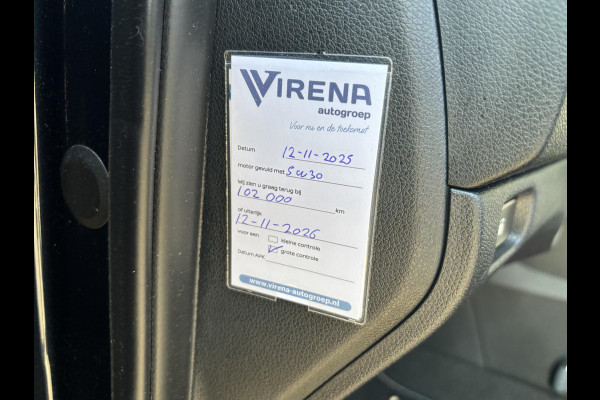 VIRENA
autogroep
Voor nu en de toekomst
Datum 12-11-2025
motor gevuld met 5W30
Wij zien u graag terug bij
102 000 km
of uiterlijk
12-11-2026
voor een kleine controle
grote controle
Datum APK
www.virena-autogroep.nl